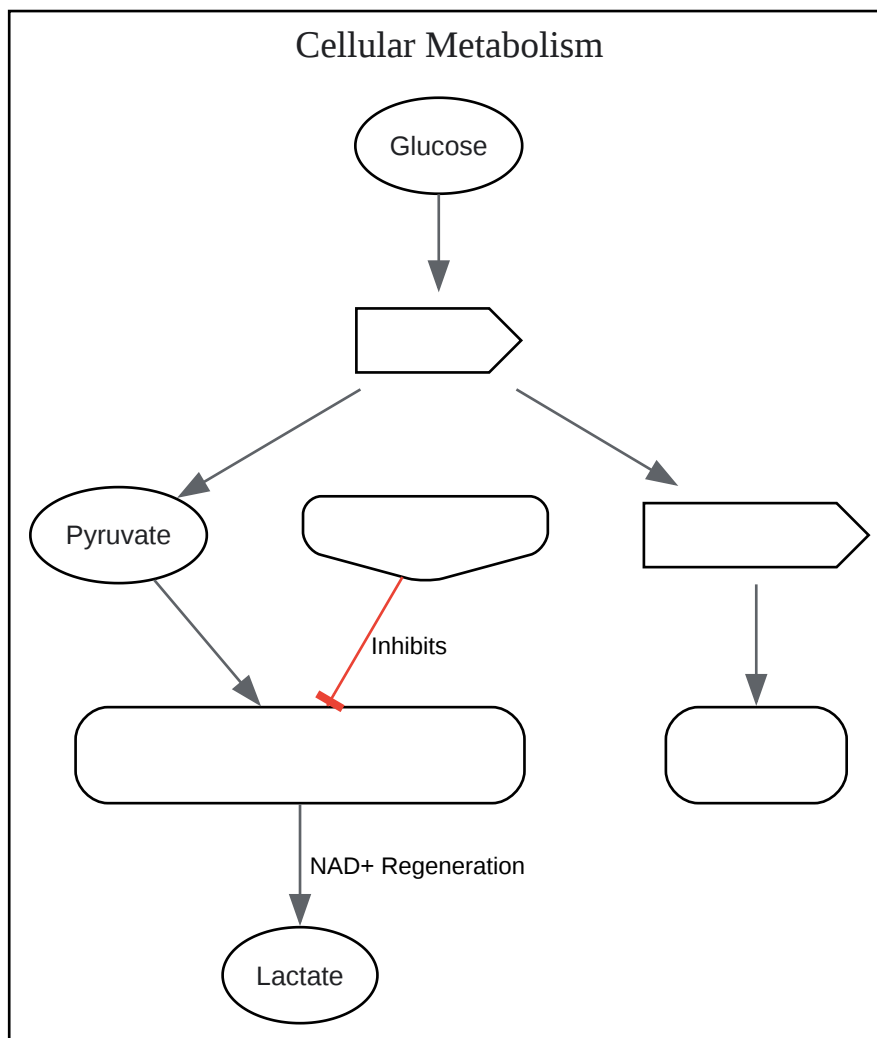 Cellular Metabolism
Glucose
Pyruvate
Inhibits
NAD+ Regeneration
Lactate